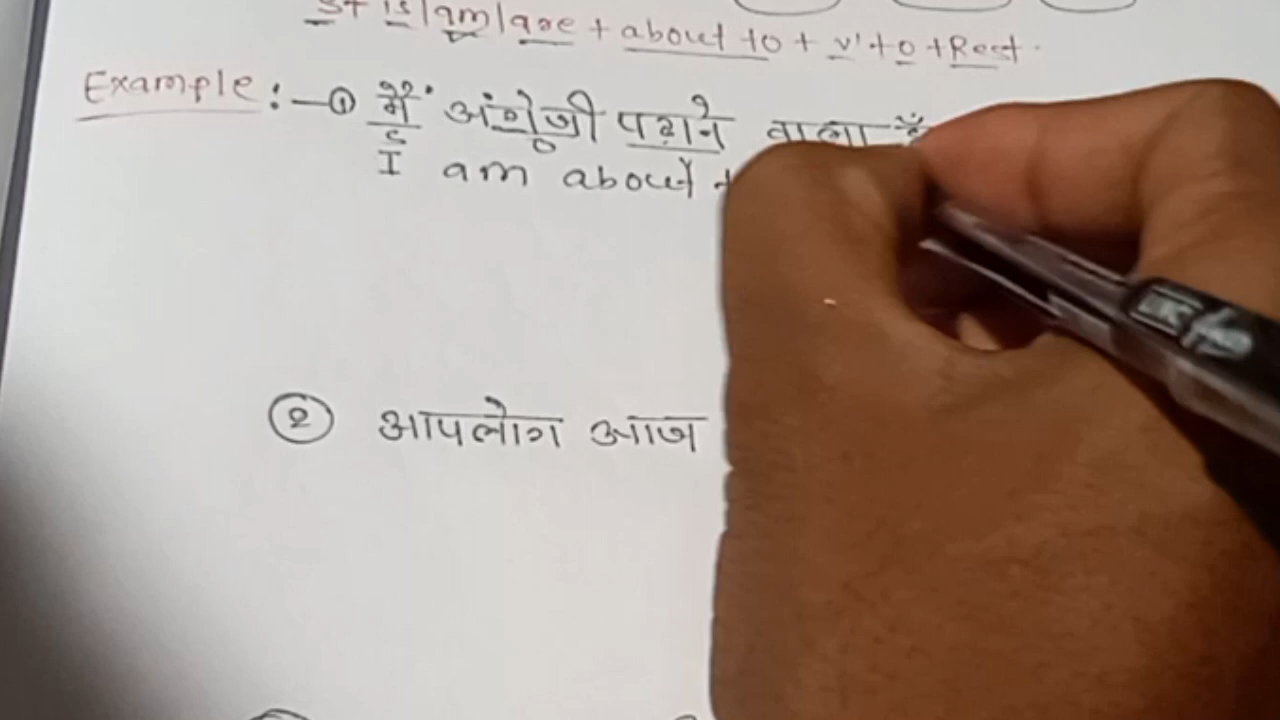 S+ is/am/are + about to + v¹ + o + Rest.
Example :- ① मैं अंग्रेजी पढ़ाने वाला हूँ
S O
I am about t
② आपलोग आज